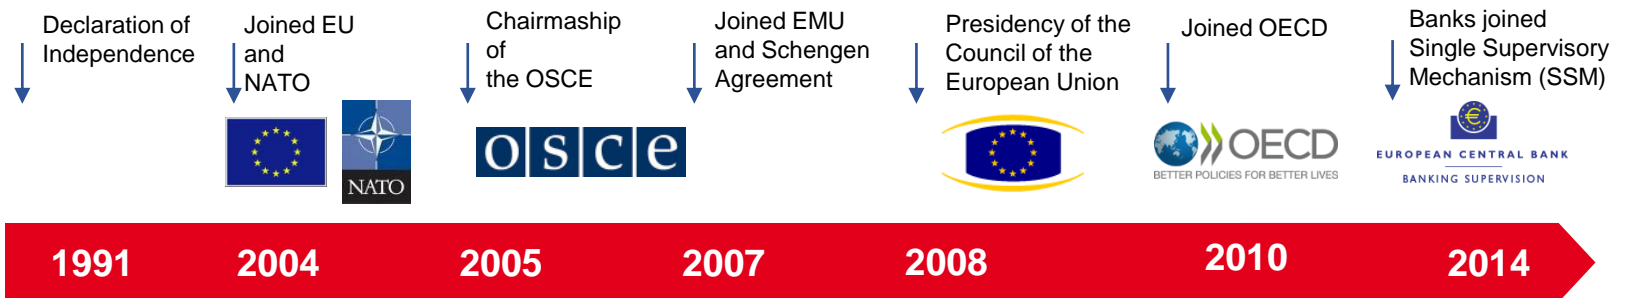 Declaration of
Independence
Joined EU
and
NATO
Chairmaship
of
the OSCE
Joined EMU
and Schengen
Agreement
Presidency of the
Council of the
European Union
Joined OECD
Banks joined
Single Supervisory
Mechanism (SSM)
NATO
osce
OECD
BETTER POLICIES FOR BETTER LIVES
€
EUROPEAN CENTRAL BANK
BANKING SUPERVISION
1991
2004
2005
2007
2008
2010
2014